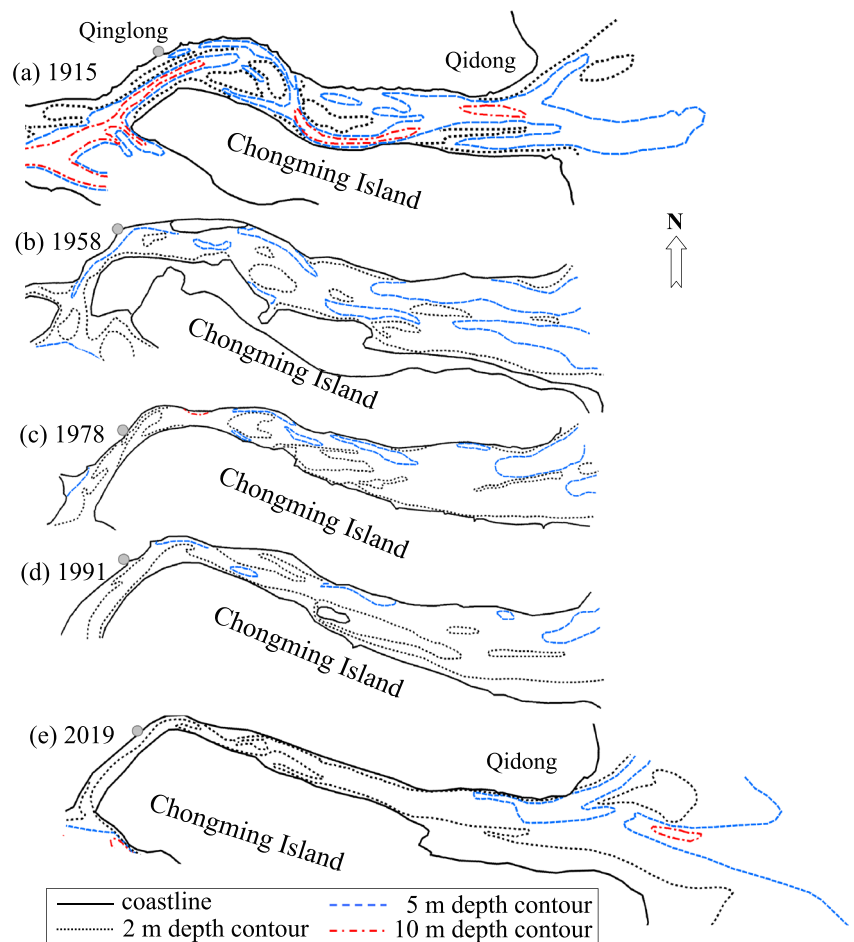 Qinglong
(a) 1915
Qidong
Chongming Island
N
(b) 1958
Chongming Island
(c) 1978
Chongming Island
(d) 1991
Chongming Island
(e) 2019
Qidong
Chongming Island
coastline
5 m depth contour
2 m depth contour
10 m depth contour